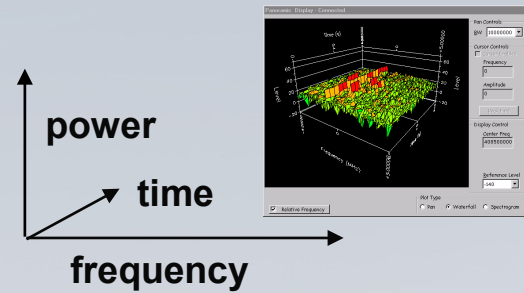 power
time
frequency
Panoramic Display - Connected
Time (s)
Level
Level
Frequency (MHz)
Relative Frequency
Pan Controls
BW 10000000
Cursor Controls
Frequency
0
Amplitude
0
Display Control
Center Freq
Reference Level
-140
Plot Type
Pan
Waterfall
Spectrogram